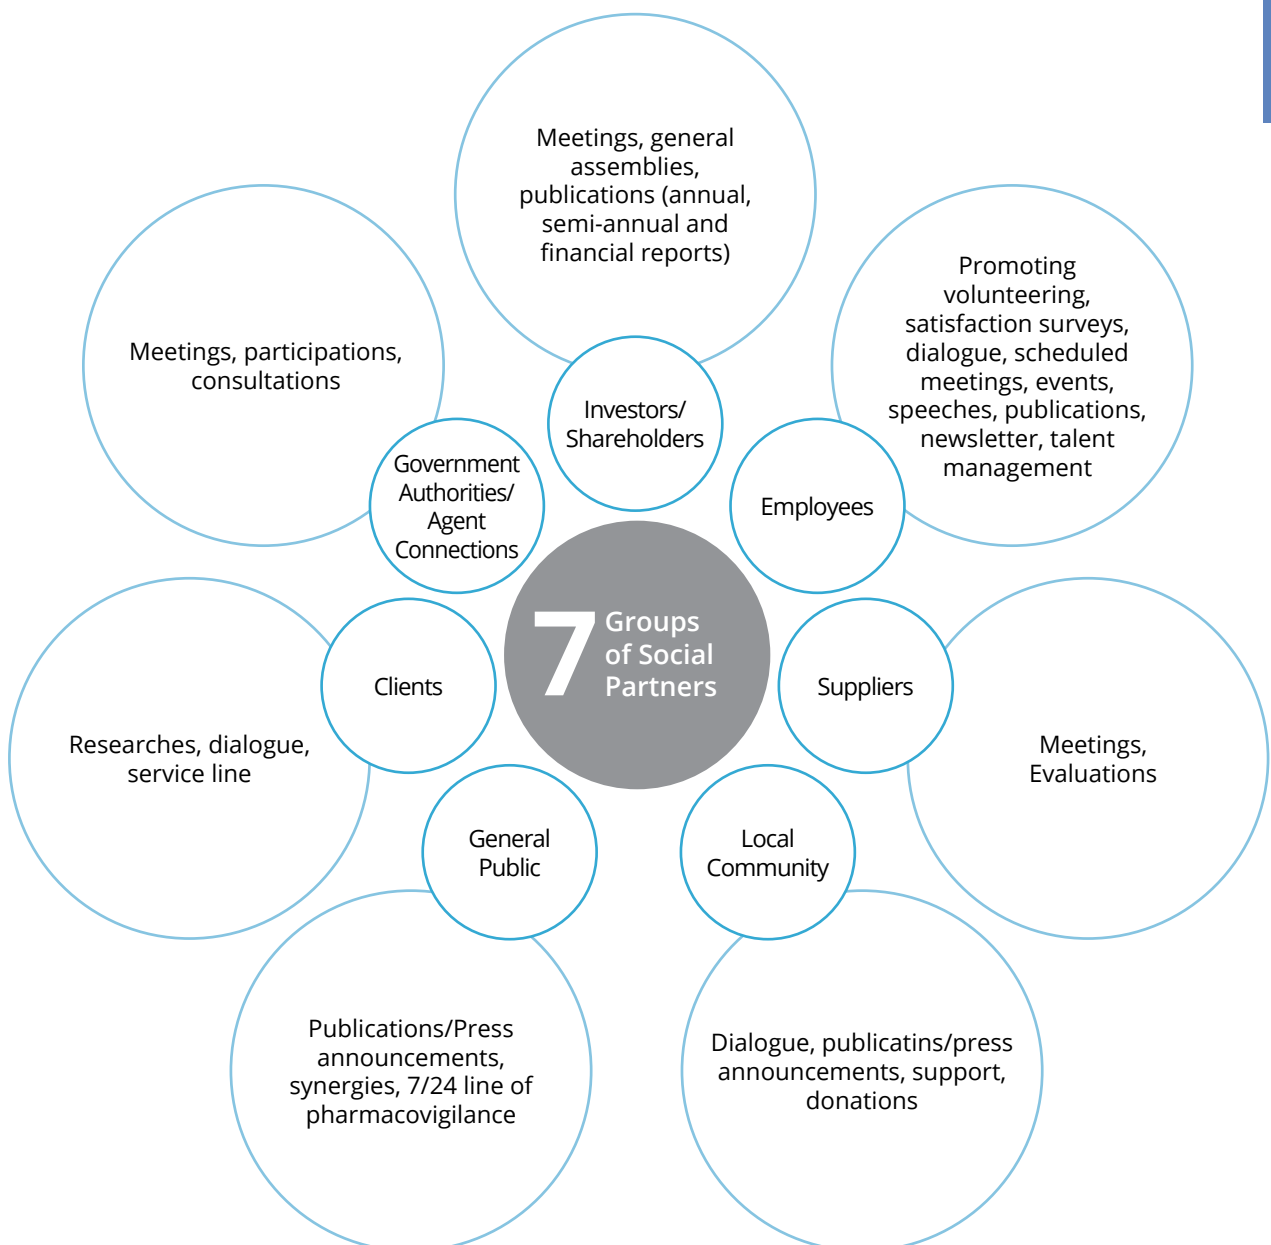 Meetings, general
assemblies,
publications (annual,
semi-annual and
financial reports)
Investors/
Shareholders
Promoting
volunteering,
satisfaction surveys,
dialogue, scheduled
meetings, events,
speeches, publications,
newsletter, talent
management
Employees
Meetings, participations,
consultations
Government
Authorities/
Agent
Connections
7 Groups
of Social
Partners
Clients
Researches, dialogue,
service line
Suppliers
Meetings,
Evaluations
General
Public
Publications/Press
announcements,
synergies, 7/24 line of
pharmacovigilance
Local
Community
Dialogue, publicatins/press
announcements, support,
donations